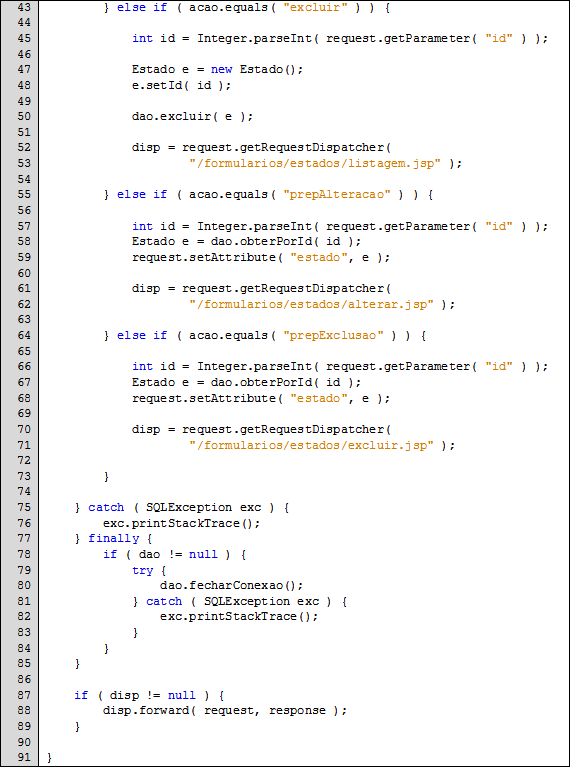 43         } else if ( acao.equals( "excluir" ) ) {
44
45             int id = Integer.parseInt( request.getParameter( "id" ) );
46
47             Estado e = new Estado();
48             e.setId( id );
49
50             dao.excluir( e );
51
52             disp = request.getRequestDispatcher(
53                     "/formularios/estados/listagem.jsp" );
54
55         } else if ( acao.equals( "prepAlteracao" ) ) {
56
57             int id = Integer.parseInt( request.getParameter( "id" ) );
58             Estado e = dao.obterPorId( id );
59             request.setAttribute( "estado", e );
60
61             disp = request.getRequestDispatcher(
62                     "/formularios/estados/alterar.jsp" );
63
64         } else if ( acao.equals( "prepExclusao" ) ) {
65
66             int id = Integer.parseInt( request.getParameter( "id" ) );
67             Estado e = dao.obterPorId( id );
68             request.setAttribute( "estado", e );
69
70             disp = request.getRequestDispatcher(
71                     "/formularios/estados/excluir.jsp" );
72
73         }
74
75     } catch ( SQLException exc ) {
76         exc.printStackTrace();
77     } finally {
78         if ( dao != null ) {
79             try {
80                 dao.fecharConexao();
81             } catch ( SQLException exc ) {
82                 exc.printStackTrace();
83             }
84         }
85     }
86
87     if ( disp != null ) {
88         disp.forward( request, response );
89     }
90
91 }